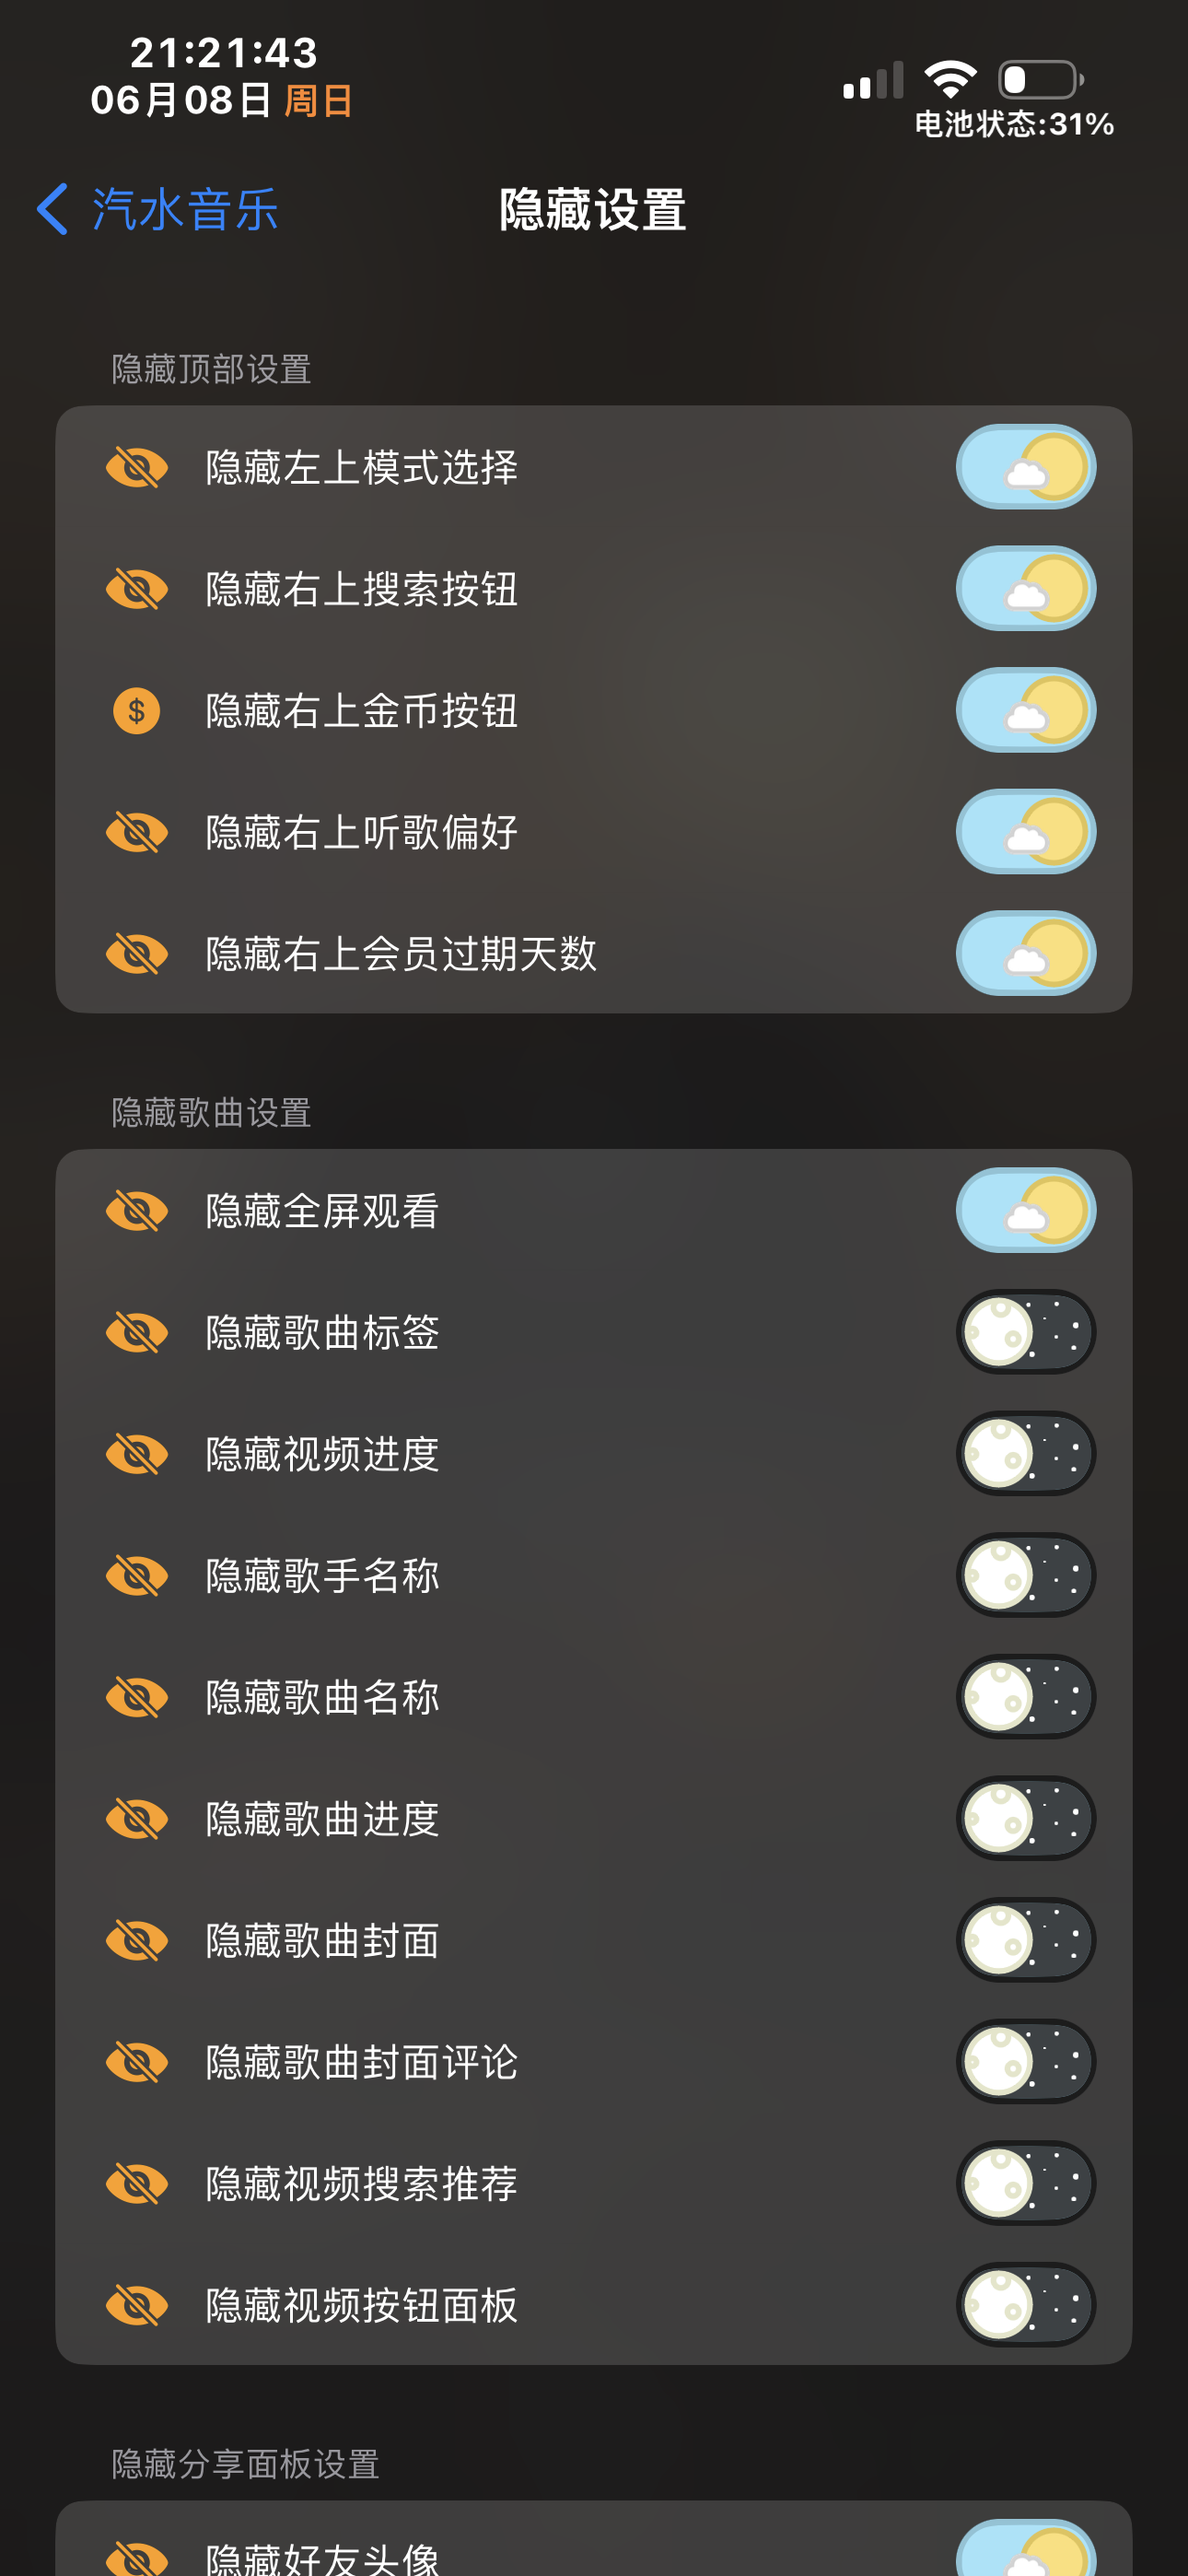 21:21:43
06月08日 周日
电池状态:31%
汽水音乐
隐藏设置
隐藏顶部设置
隐藏左上模式选择
隐藏右上搜索按钮
$
隐藏右上金币按钮
隐藏右上听歌偏好
隐藏右上会员过期天数
隐藏歌曲设置
隐藏全屏观看
隐藏歌曲标签
隐藏视频进度
隐藏歌手名称
隐藏歌曲名称
隐藏歌曲进度
隐藏歌曲封面
隐藏歌曲封面评论
隐藏视频搜索推荐
隐藏视频按钮面板
隐藏分享面板设置
隐藏好友头像